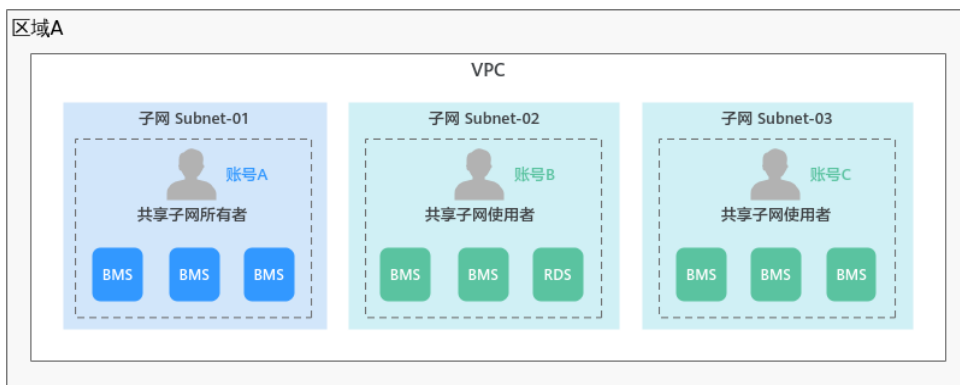 区域A
VPC
子网 Subnet-01
账号A
共享子网所有者
BMS BMS BMS
子网 Subnet-02
账号B
共享子网使用者
BMS BMS RDS
子网 Subnet-03
账号C
共享子网使用者
BMS BMS BMS